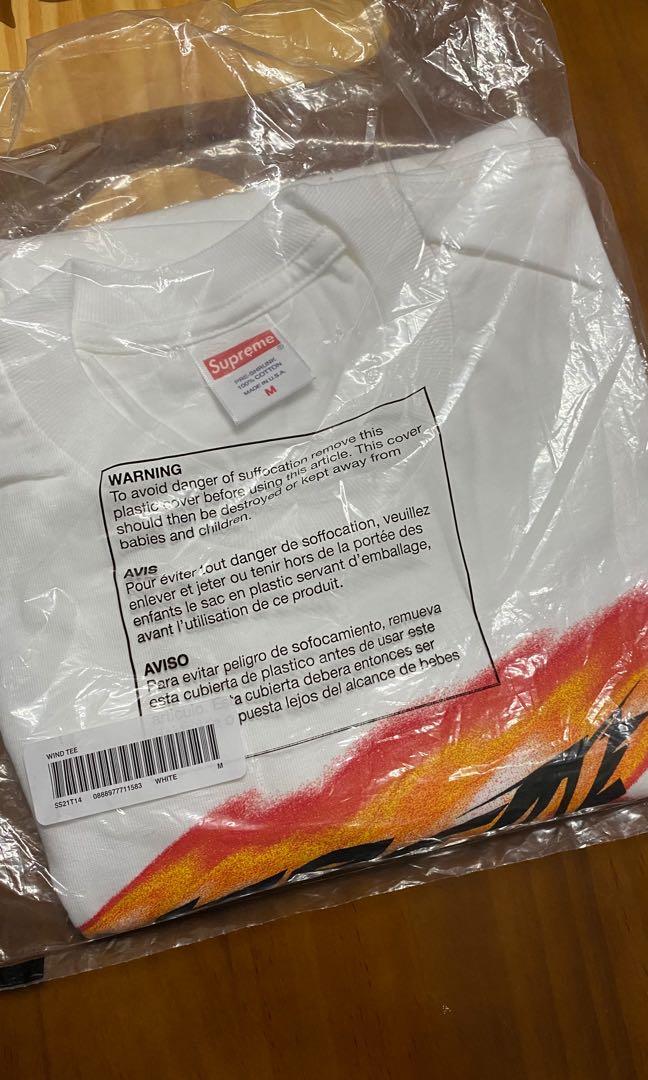 Supreme
®
PRE-SHRUNK
100% COTTON
MADE IN U.S.A.
M
WARNING
To avoid danger of suffocation remove this
plastic cover before using this article. This cover
should then be destroyed or kept away from
babies and children.
AVIS
Pour éviter tout danger de soffocation, veuillez
enlever et jeter ou tenir hors de la portée des
enfants le sac en plastic servant d'emballage,
avant l'utilisation de ce produit.
AVISO
Para evitar peligro de sofocamiento, remueva
esta cubierta de plastico antes de usar este
articulo. Esta cubierta debera entonces ser
o puesta lejos del alcance de bebes
WIND TEE
SS21T14 0888977711583 WHITE M